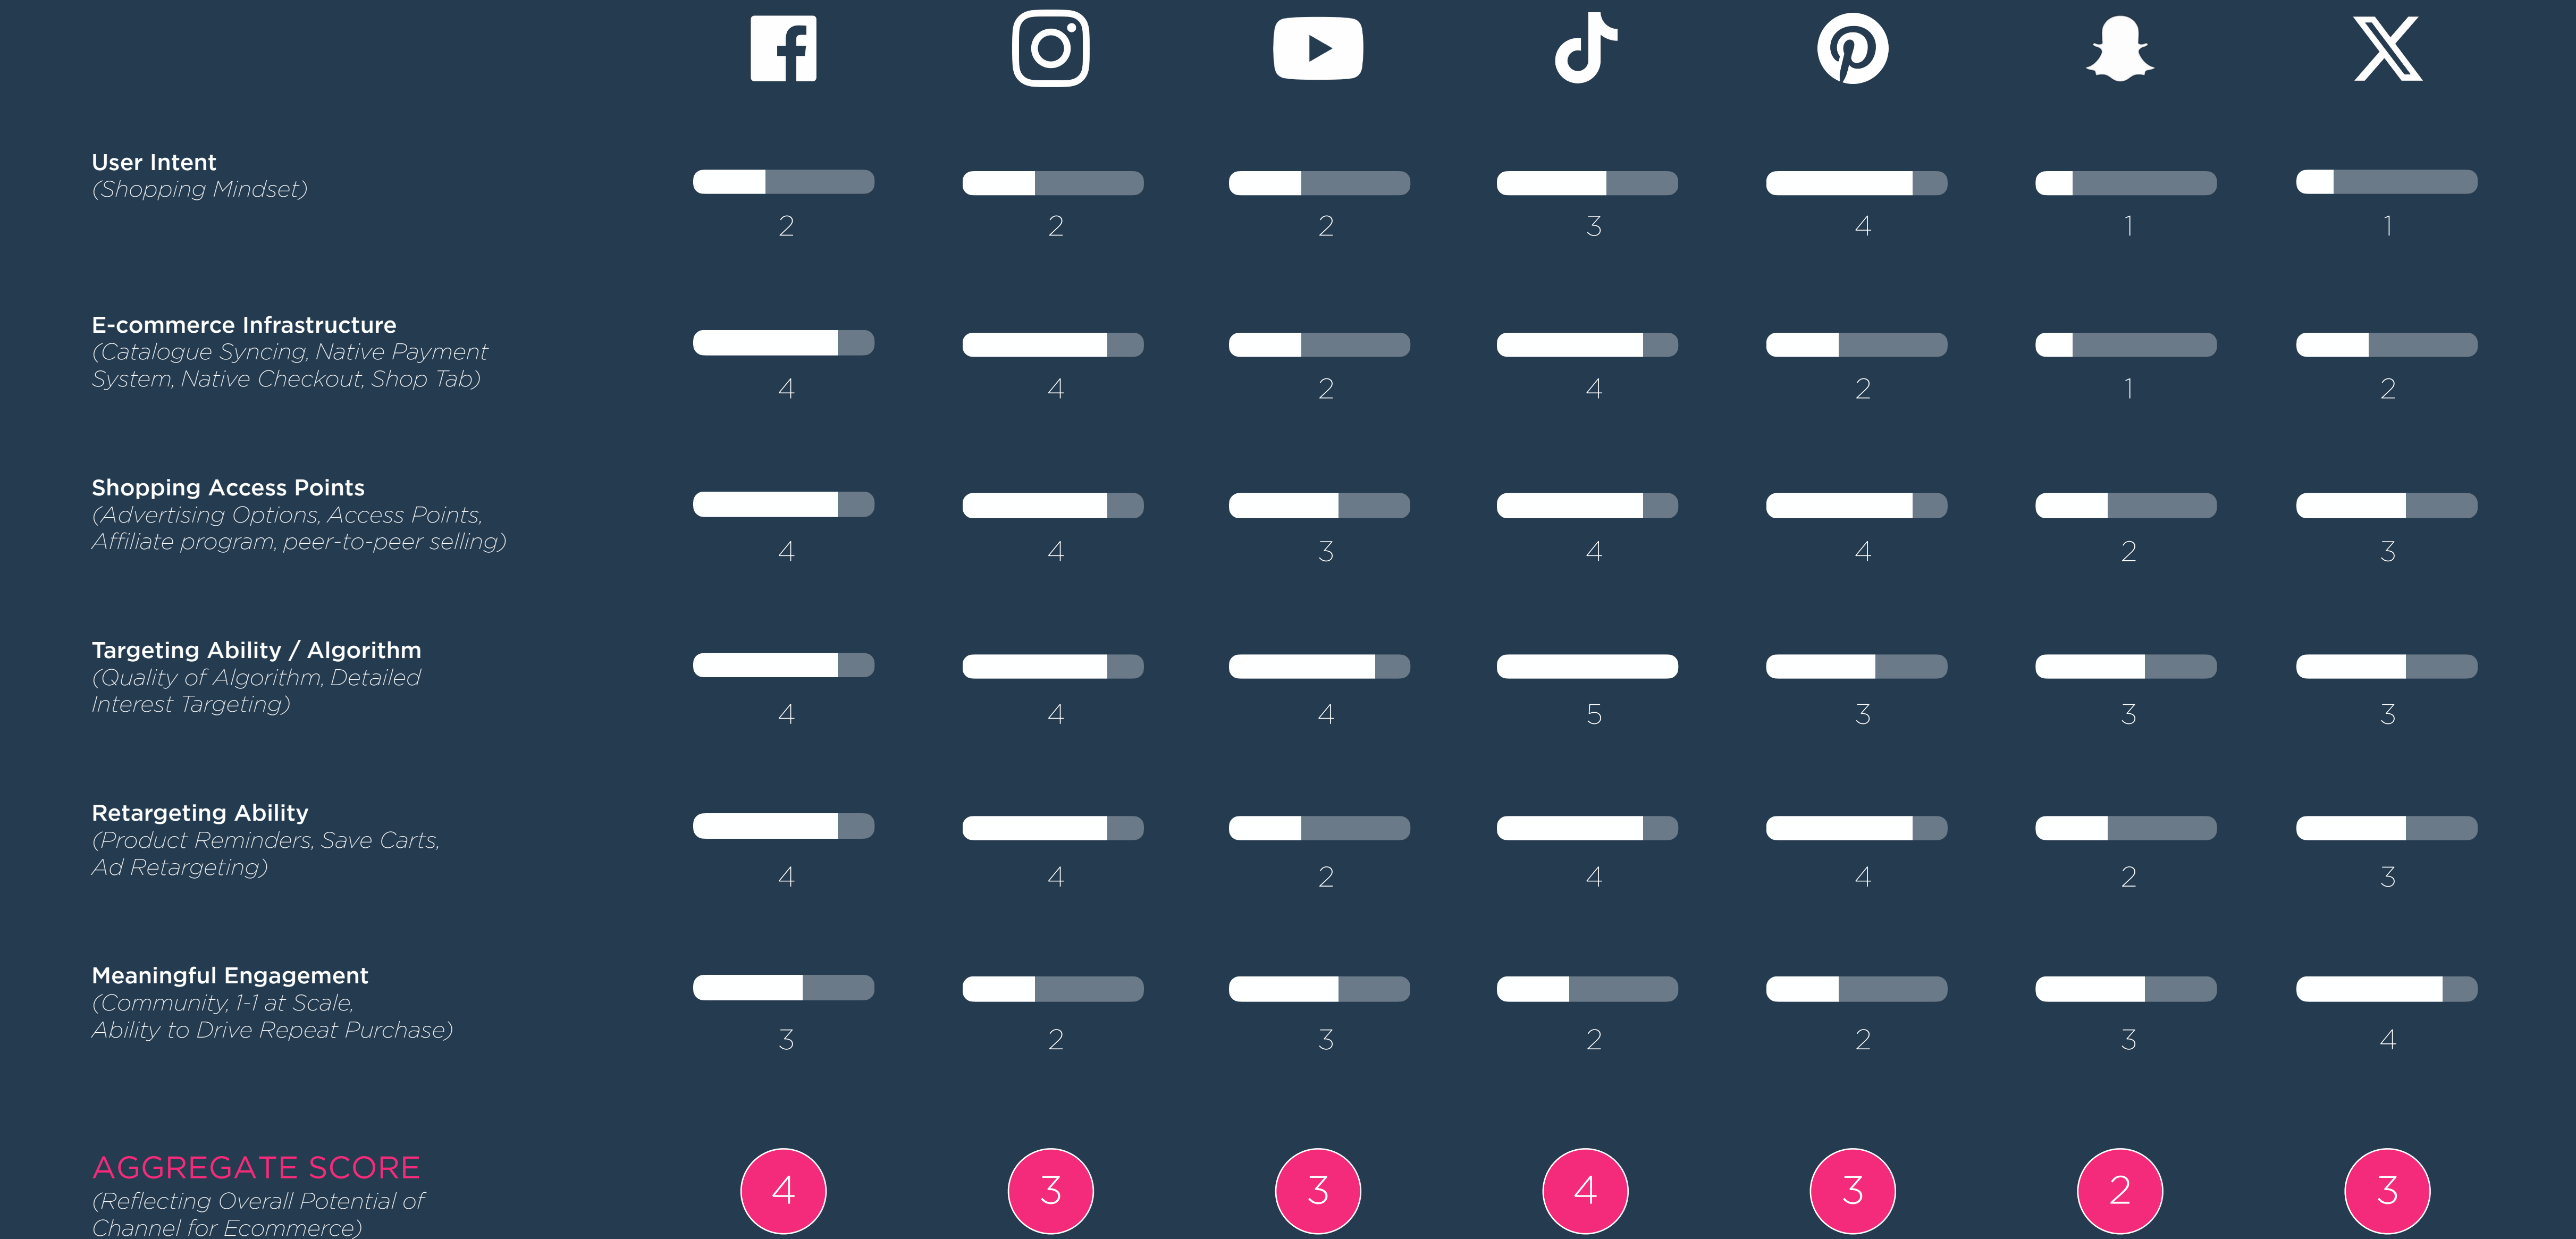 User Intent
(Shopping Mindset)
2 2 2 3 4 1 1
E-commerce Infrastructure
(Catalogue Syncing, Native Payment
System, Native Checkout, Shop Tab)
4 4 2 4 2 1 2
Shopping Access Points
(Advertising Options, Access Points,
Affiliate program, peer-to-peer selling)
4 4 3 4 4 2 3
Targeting Ability / Algorithm
(Quality of Algorithm, Detailed
Interest Targeting)
4 4 4 5 3 3 3
Retargeting Ability
(Product Reminders, Save Carts,
Ad Retargeting)
4 4 2 4 4 2 3
Meaningful Engagement
(Community, 1-1 at Scale,
Ability to Drive Repeat Purchase)
3 2 3 2 2 3 4
AGGREGATE SCORE
(Reflecting Overall Potential of
Channel for Ecommerce)
4 3 3 4 3 2 3